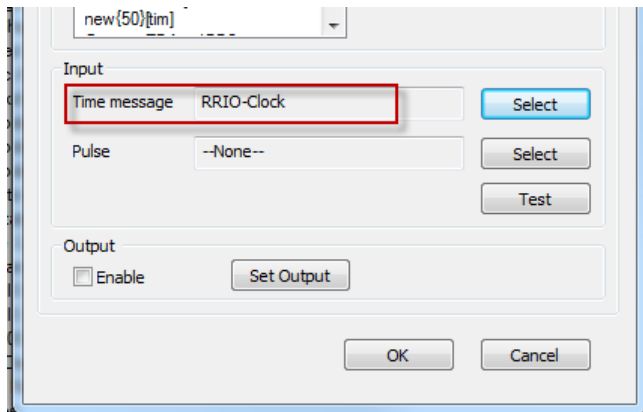 new{50}[tim]
Input
Time message RRIO-Clock Select
Pulse --None-- Select
Test
Output
Enable Set Output
OK Cancel